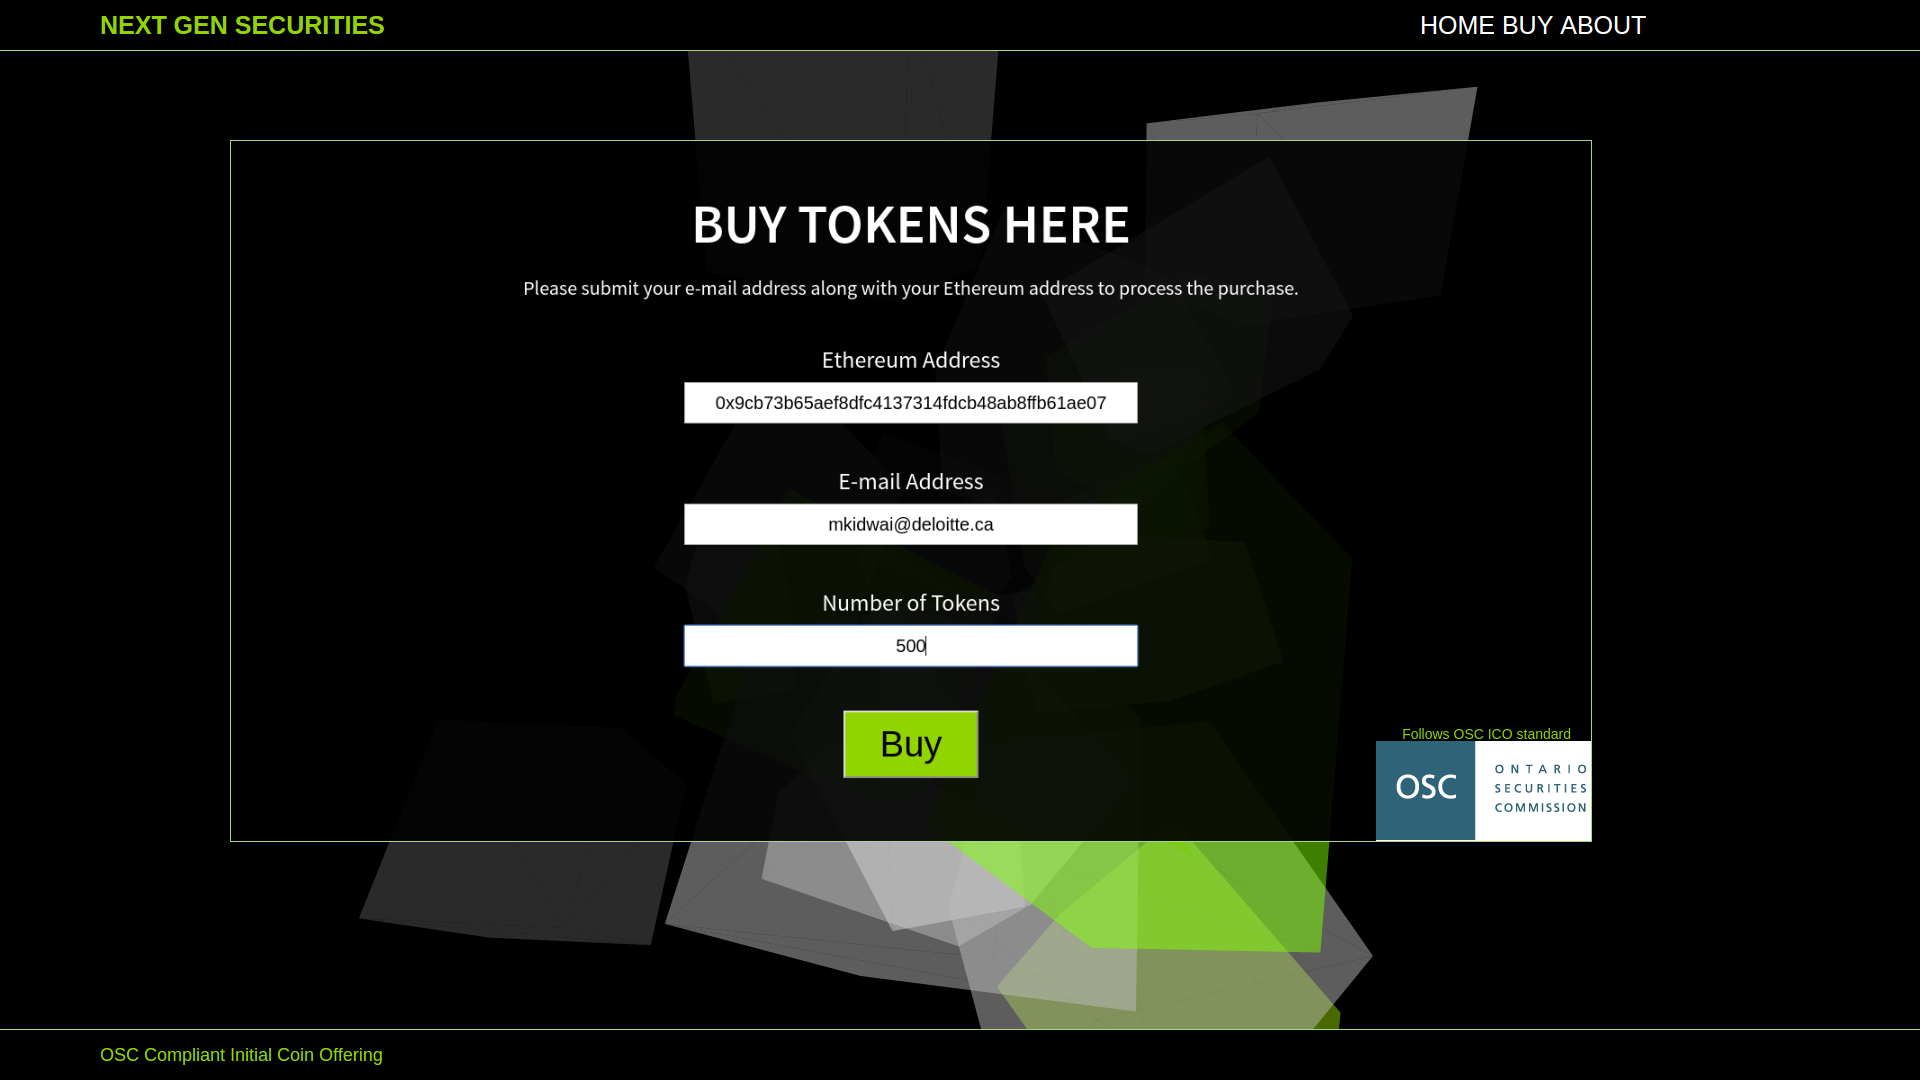 NEXT GEN SECURITIES
HOME BUY ABOUT
BUY TOKENS HERE
Please submit your e-mail address along with your Ethereum address to process the purchase.
Ethereum Address
0x9cb73b65aef8dfc4137314fdcb48ab8ffb61ae07
E-mail Address
mkidwai@deloitte.ca
Number of Tokens
500
Buy
Follows OSC ICO standard
OSC
ONTARIO
SECURITIES
COMMISSION
OSC Compliant Initial Coin Offering